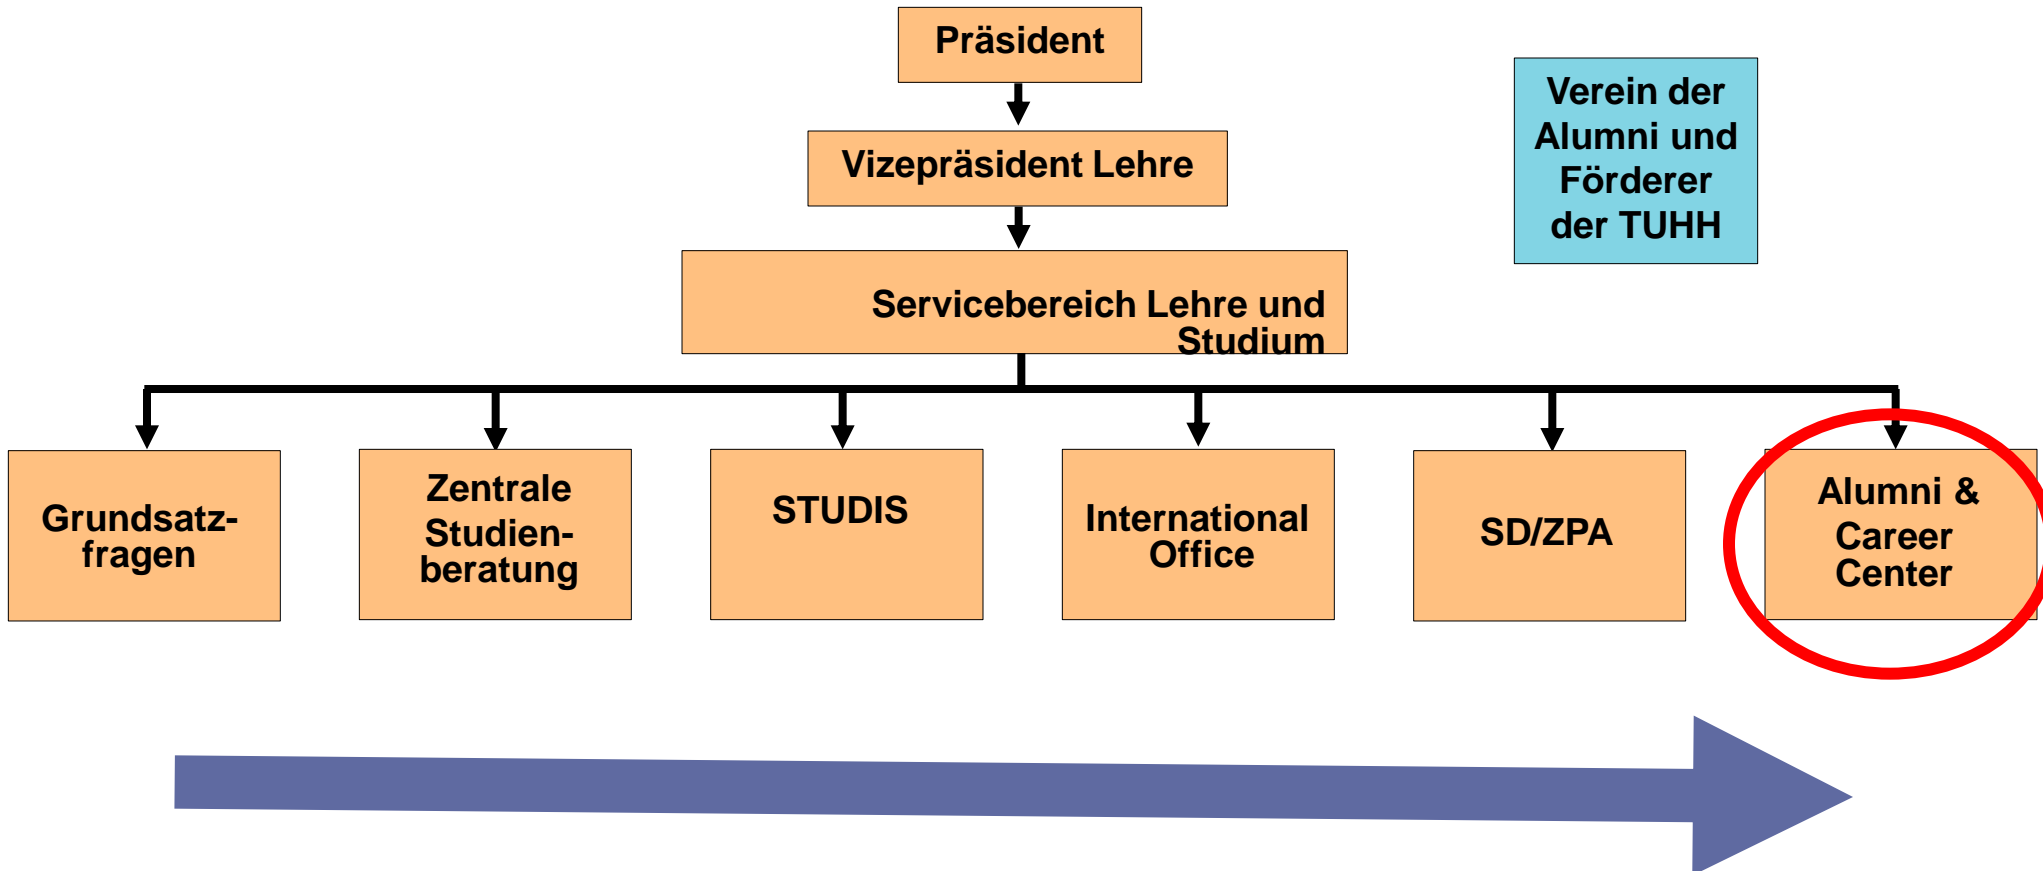 Präsident
Verein der
Alumni und
Förderer
der TUHH
Vizepräsident Lehre
Servicebereich Lehre und
Studium
Grundsatz-
fragen
Zentrale
Studien-
beratung
STUDIS
International
Office
SD/ZPA
Alumni &
Career
Center